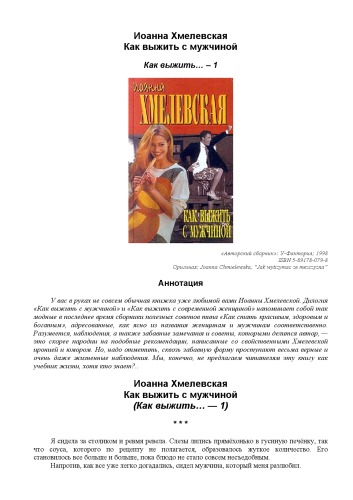 Иоанна Хмелевская
Как выжить с мужчиной
Как выжить… – 1
ИОАННА
ХМЕЛЕВСКАЯ
КАК ВЫЖИТЬ
С МУЖЧИНОЙ
«Авторский сборник»: У-Фактория; 1998
ISBN 5-89178-079-8
Оригинал: Joanna Chmielewska, “Jak wytrzymac ze mezczyzna”
Аннотация
У вас в руках не совсем обычная книжка уже любимой вами Иоанны Хмелевской. Дилогия
«Как выжить с мужчиной» и «Как выжить с современной женщиной» напоминает собой так
модные в последнее время сборники полезных советов типа «Как стать красивым, здоровым и
богатым», адресованные, как ясно из названия женщинам и мужчинам соответственно.
Разумеется, наблюдения, а также забавные замечания и советы, которыми делится автор, —
это скорее пародии на подобные рекомендации, написанные со свойственными Хмелевской
иронией и юмором. Но, надо отметить, сквозь забавную форму проступают весьма верные и
очень даже жизненные наблюдения. Мы, конечно, не предлагаем читателям эту книгу как
учебник жизни, хотя кто знает?..
Иоанна Хмелевская
Как выжить с мужчиной
(Как выжить… — 1)
* * *
Я сидела за столиком и ревмя ревела. Слезы лились прямёхонько в гусиную печёнку, так
что соуса, которого по рецепту не полагается, образовалось жуткое количество. Его
становилось все больше и больше, пока блюдо не стало совсем несъедобным.
Напротив, как все уже легко догадались, сидел мужчина, который меня разлюбил.